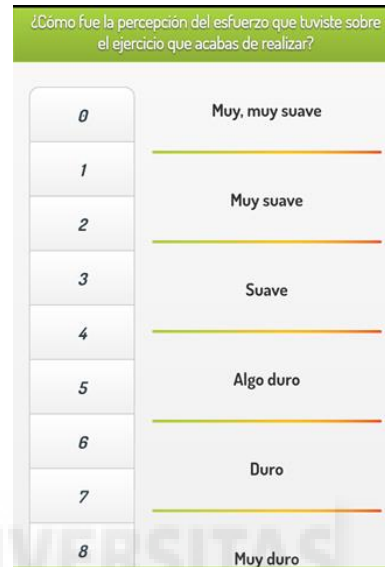 ¿Cómo fue la percepción del esfuerzo que tuviste sobre
el ejercicio que acabas de realizar?
0
Muy, muy suave
1
Muy suave
2
3
Suave
4
5
Algo duro
6
Duro
7
8
Muy duro
VERSITAS